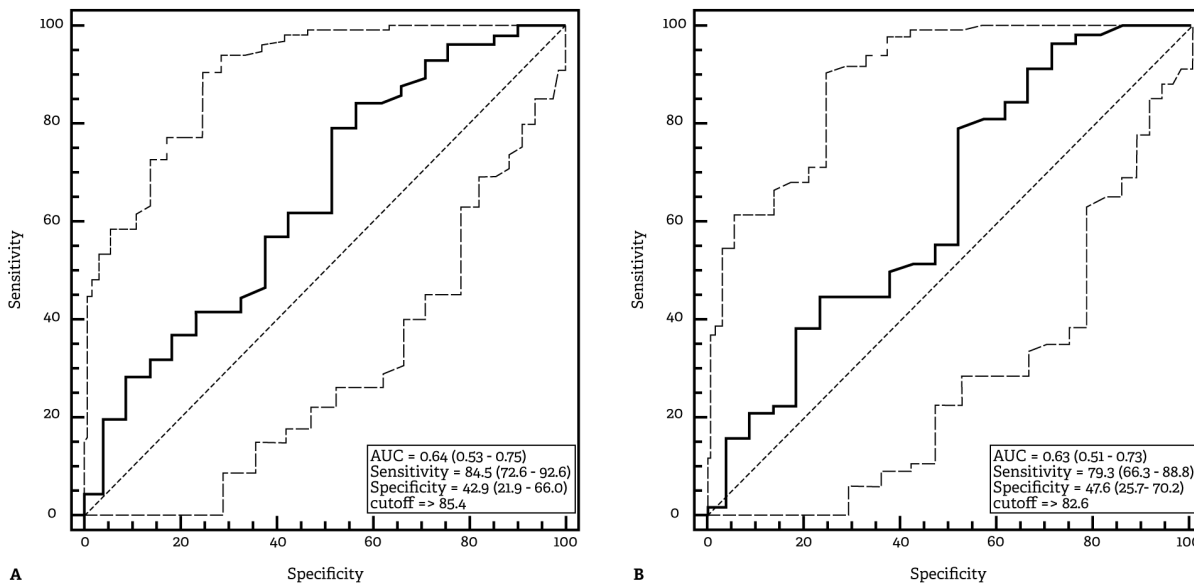 100
80
60
40
20
0
Sensitivity
AUC = 0.64 (0.53 - 0.75)
Sensitivity = 84.5 (72.6 - 92.6)
Specificity = 42.9 (21.9 - 66.0)
cutoff => 85.4
0 20 40 60 80 100
Specificity
A
100
80
60
40
20
0
Sensitivity
AUC = 0.63 (0.51 - 0.73)
Sensitivity = 79.3 (66.3 - 88.8)
Specificity = 47.6 (25.7- 70.2)
cutoff => 82.6
0 20 40 60 80 100
Specificity
B